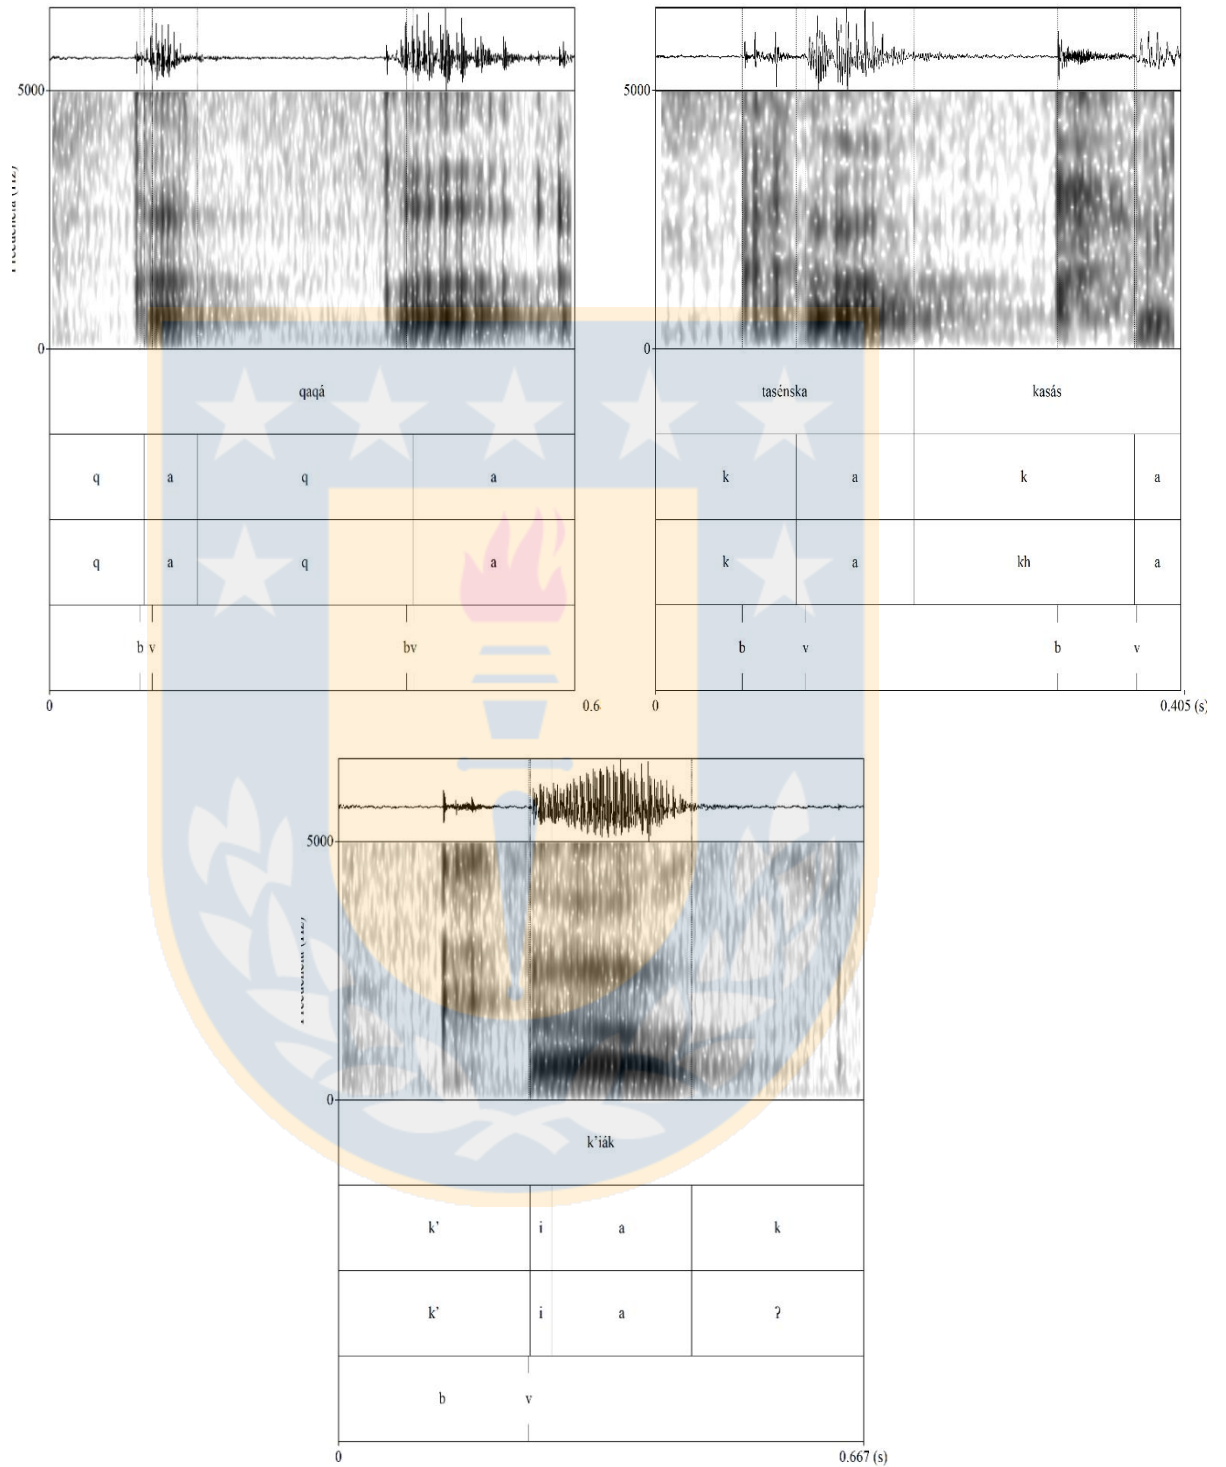 5000
0
qaqá
q a q a
q a q a
b v bv
0 0.6
5000
0
tasénska kasás
k a k a
k a kh a
b v b v
0 0.405 (s)
5000
0
k’iák
k’ i a k
k’ i a ʔ
b v
0 0.667 (s)